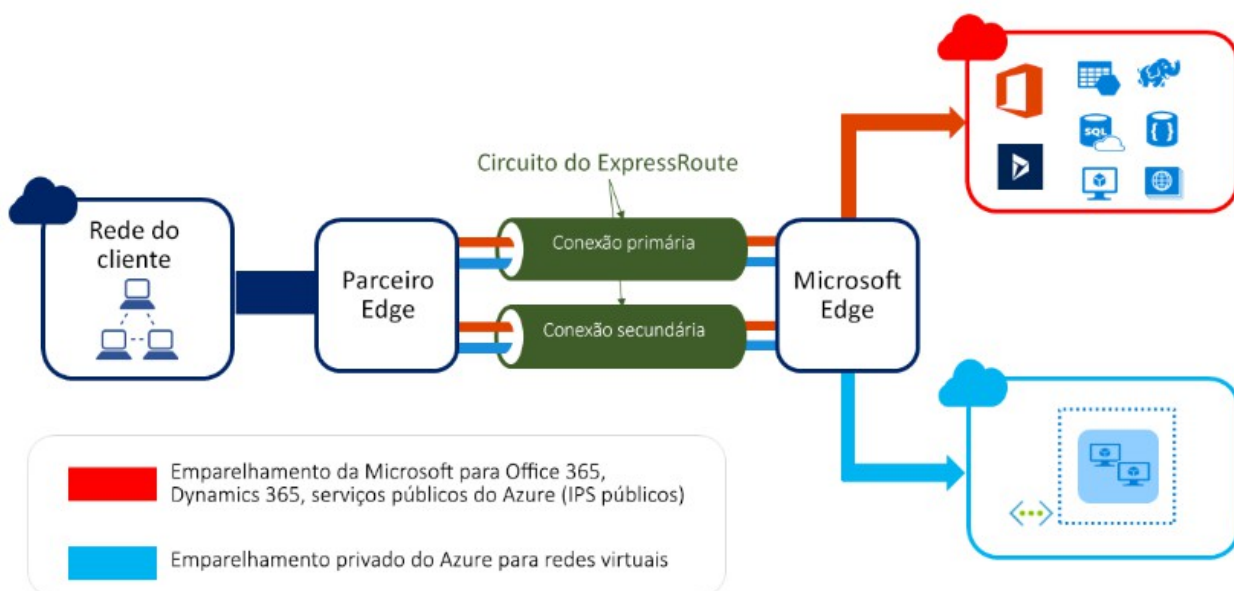 Circuito do ExpressRoute
Rede do
cliente
Parceiro
Edge
Conexão primária
Conexão secundária
Microsoft
Edge
SQL
Emparelhamento da Microsoft para Office 365,
Dynamics 365, serviços públicos do Azure (IPS públicos)
Emparelhamento privado do Azure para redes virtuais